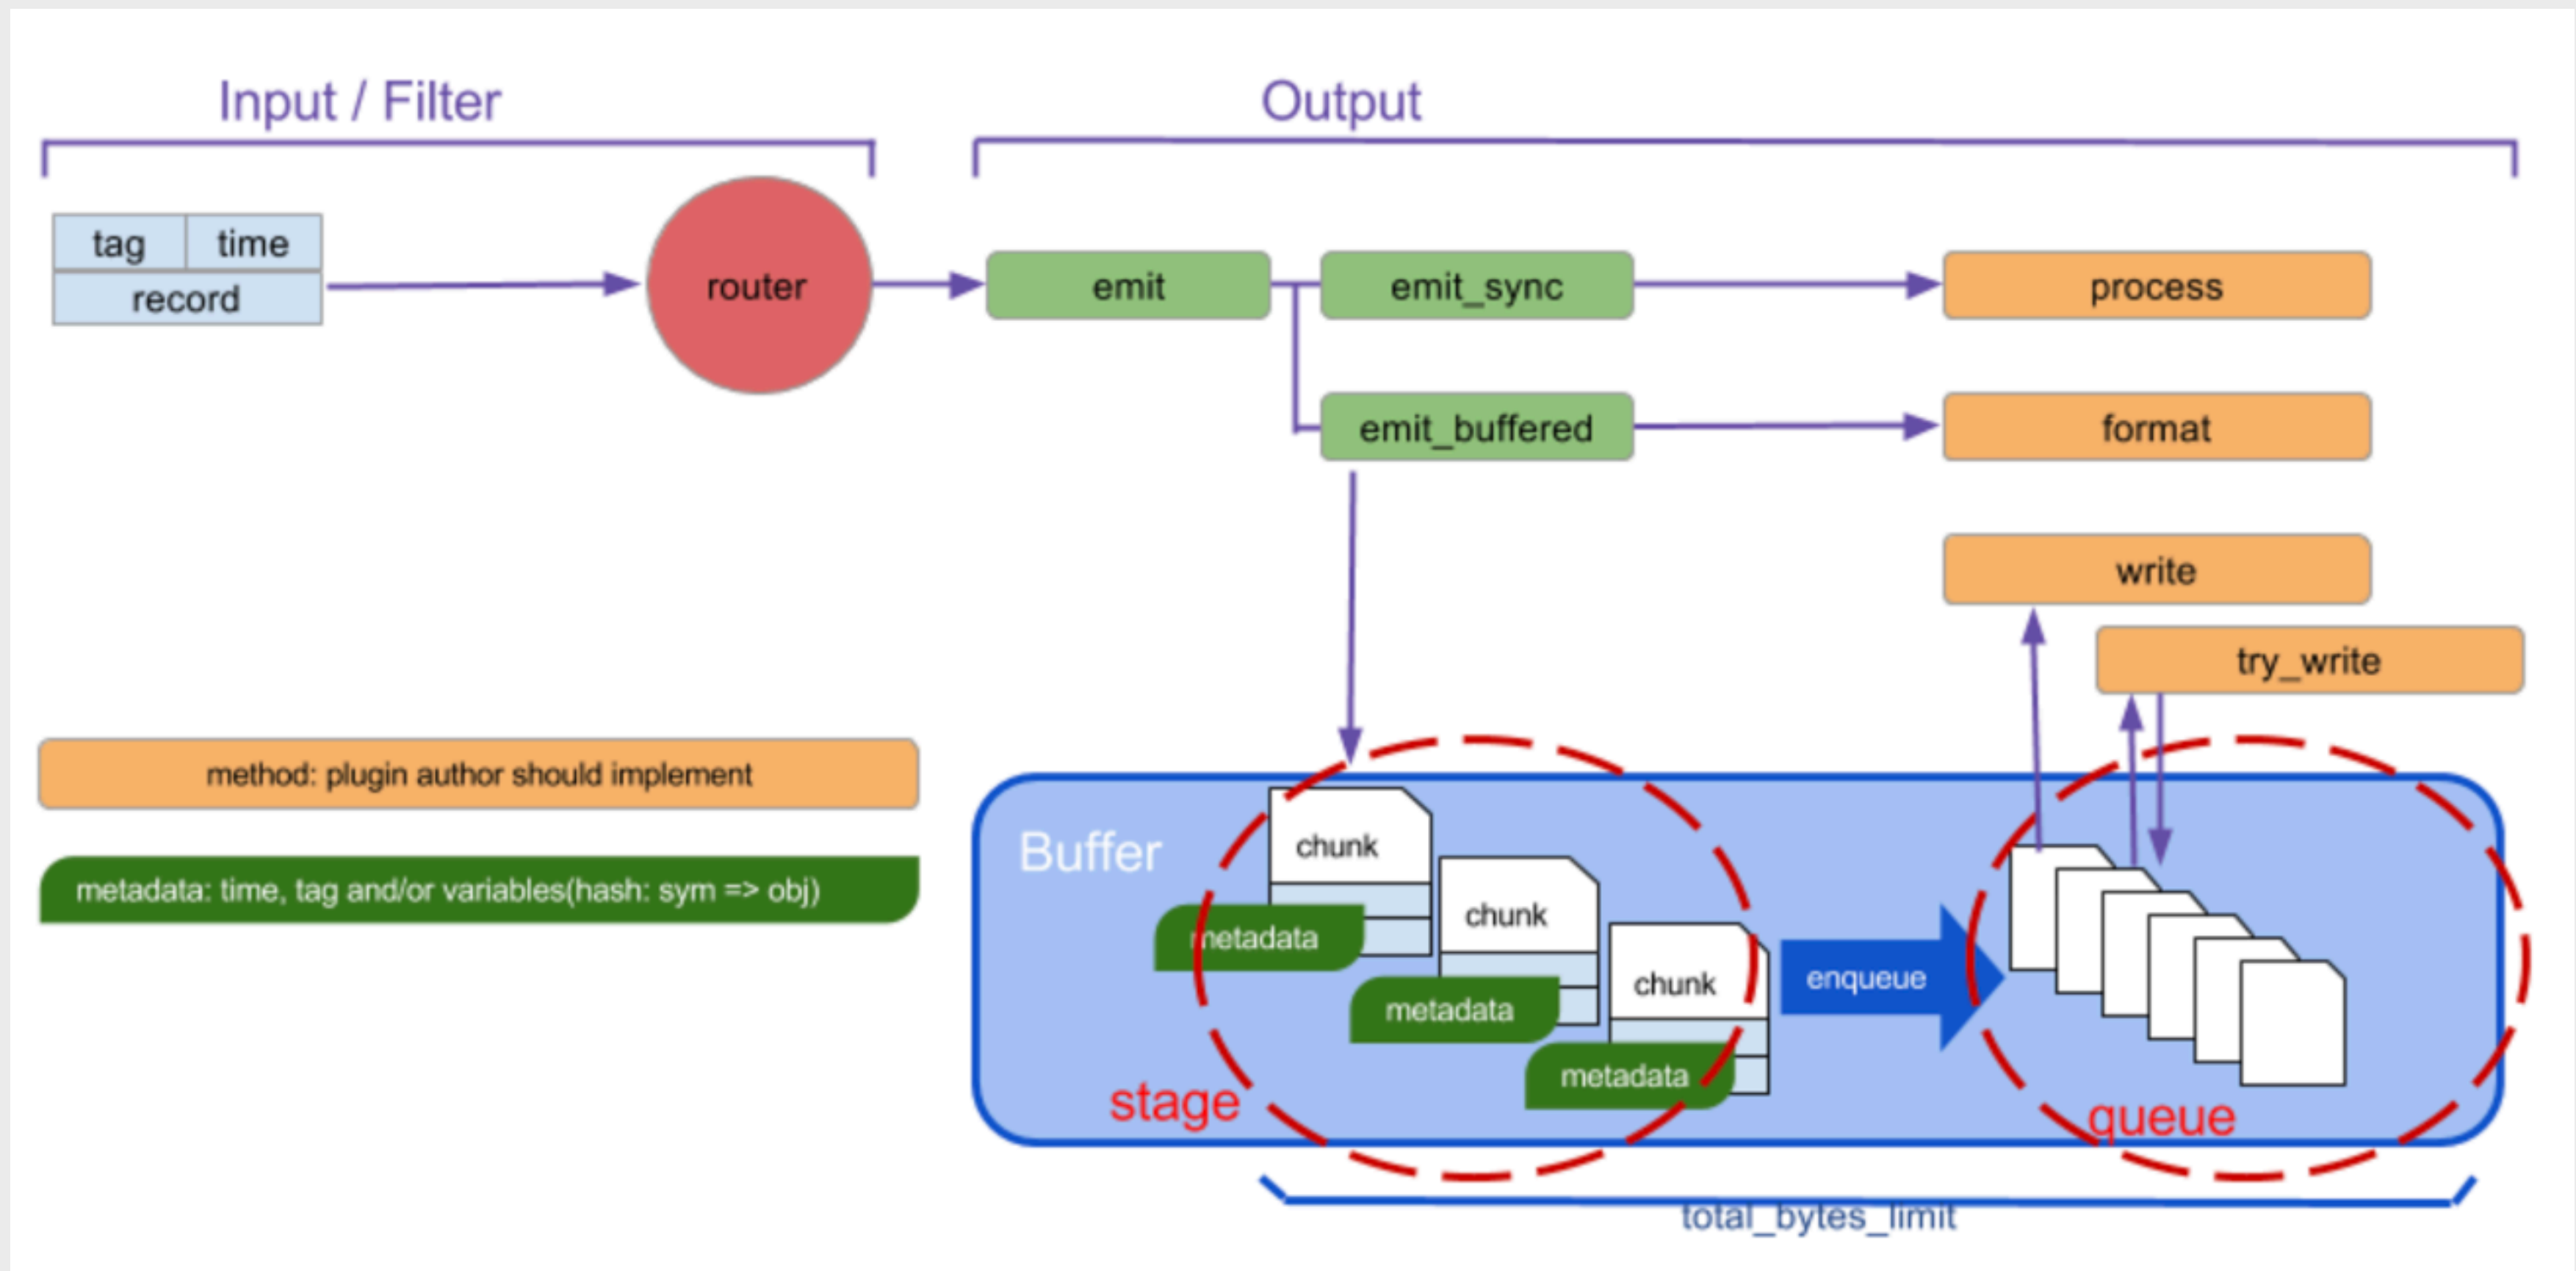 Input / Filter
Output
tag
time
record
router
emit
emit_sync
process
emit_buffered
format
write
try_write
method: plugin author should implement
metadata: time, tag and/or variables(hash: sym => obj)
Buffer
chunk
metadata
chunk
metadata
chunk
metadata
enqueue
stage
queue
total_bytes_limit